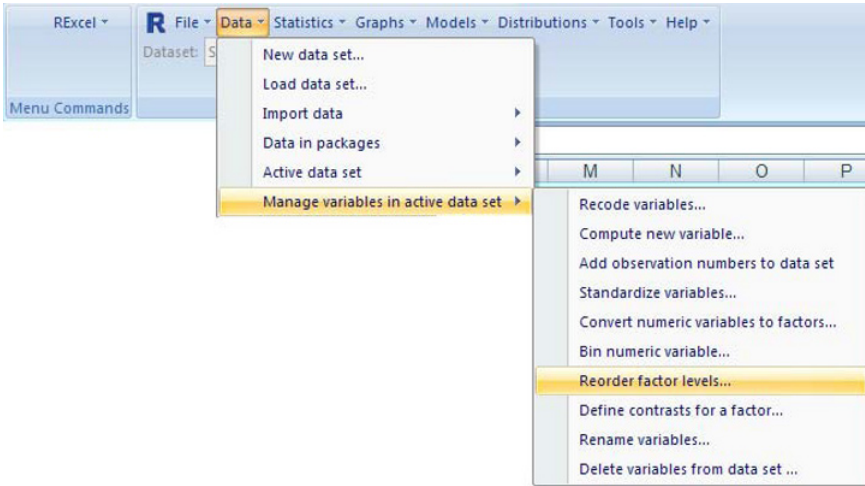 RExcel R File Data Statistics Graphs Models Distributions Tools Help
Dataset: S
Menu Commands
New data set...
Load data set...
Import data
Data in packages
Active data set
Manage variables in active data set
M N O P
Recode variables...
Compute new variable...
Add observation numbers to data set
Standardize variables...
Convert numeric variables to factors...
Bin numeric variable...
Reorder factor levels...
Define contrasts for a factor...
Rename variables...
Delete variables from data set ...